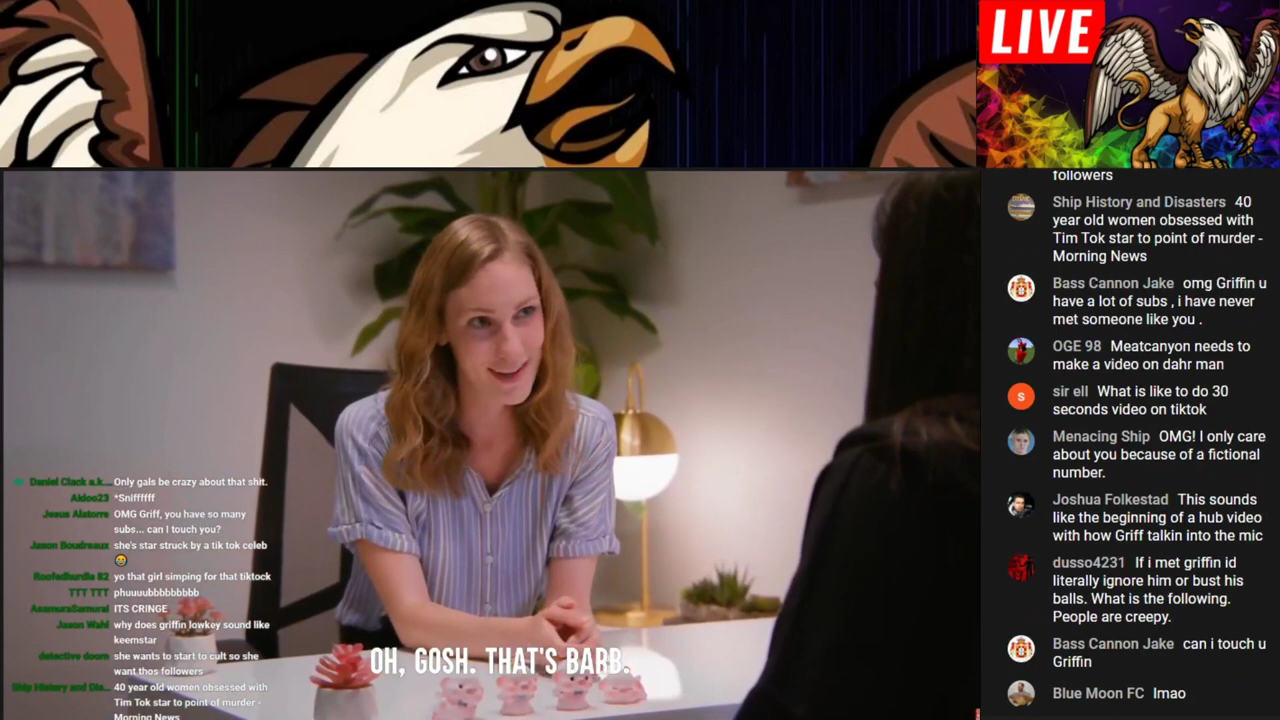 LIVE
followers
Ship History and Disasters 40
year old women obsessed with
Tim Tok star to point of murder -
Morning News
Bass Cannon Jake omg Griffin u
have a lot of subs , i have never
met someone like you .
OGE 98 Meatcanyon needs to
make a video on dahr man
S
sir ell What is like to do 30
seconds video on tiktok
Menacing Ship OMG! I only care
about you because of a fictional
number.
Joshua Folkestad This sounds
like the beginning of a hub video
with how Griff talkin into the mic
dusso4231 If i met griffin id
literally ignore him or bust his
balls. What is the following.
People are creepy.
Bass Cannon Jake can i touch u
Griffin
Blue Moon FC lmao
Daniel Clack a.k... Only gals be crazy about that shit.
Aldoo23 *Sniffffff
Jesus Alatorre OMG Griff, you have so many
subs... can I touch you?
Jason Boudreaux she's star struck by a tik tok celeb
Roofedhurdle 82 yo that girl simping for that tiktock
TTT TTT phuuuubbbbbbbbb
AsamuraSamurai ITS CRINGE
Jason Wahl why does griffin lowkey sound like
keemstar
detective doom she wants to start to cult so she
want thos followers
Ship History and Dis... 40 year old women obsessed with
Tim Tok star to point of murder -
Morning News
OH, GOSH. THAT'S BARB.